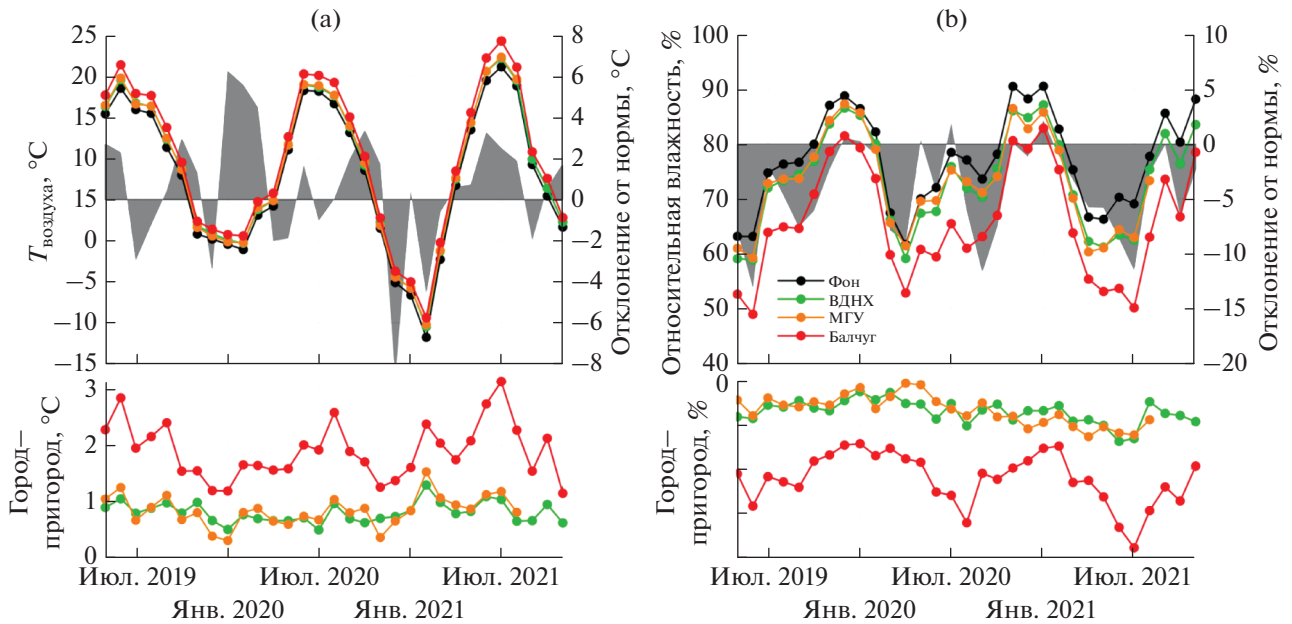 (a)
T воздуха, °C
25
20
15
10
15
0
−5
−10
−15
8
6
4
2
0
−2
−4
−6
−8
Отклонение от нормы, °C
Город–
пригород, °C
3
2
1
0
Июл. 2019
Июл. 2020
Июл. 2021
Янв. 2020
Янв. 2021
(b)
Относительная влажность, %
100
90
80
70
60
50
40
Фон
ВДНХ
МГУ
Балчуг
10
5
0
−5
−10
−15
−20
Отклонение от нормы, %
Город–
пригород, %
0
Июл. 2019
Июл. 2020
Июл. 2021
Янв. 2020
Янв. 2021